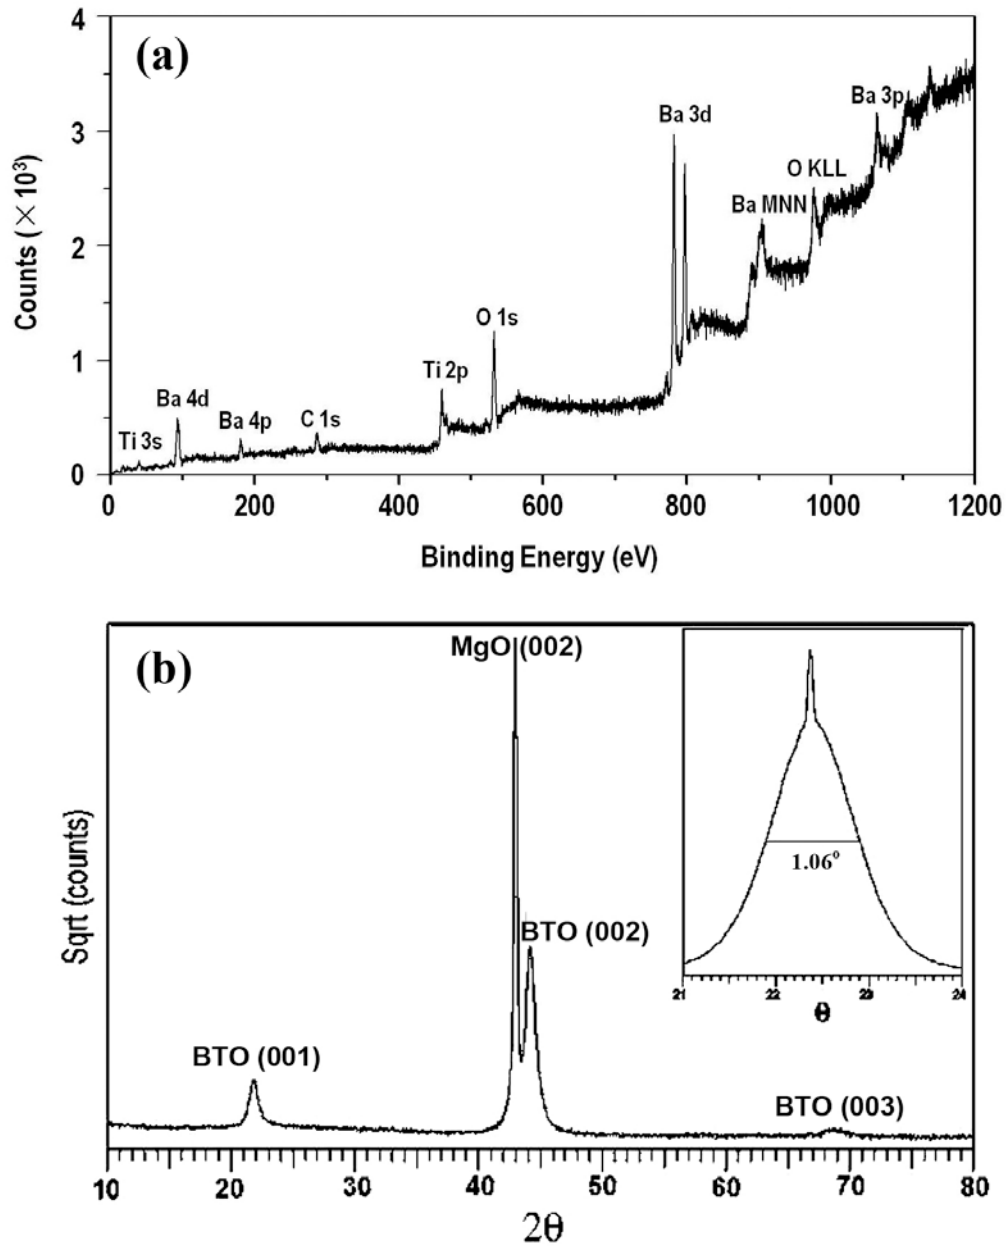 (a)
Counts ( × 10³)
4
3
2
1
0
Ba 3p
Ba 3d
O KLL
Ba MNN
O 1s
Ti 2p
Ba 4d
Ba 4p
C 1s
Ti 3s
0 200 400 600 800 1000 1200
Binding Energy (eV)
(b)
MgO (002)
BTO (002)
BTO (001)
BTO (003)
Sqrt (counts)
1.06°
21 22 23 24
θ
10 20 30 40 50 60 70 80
2θ